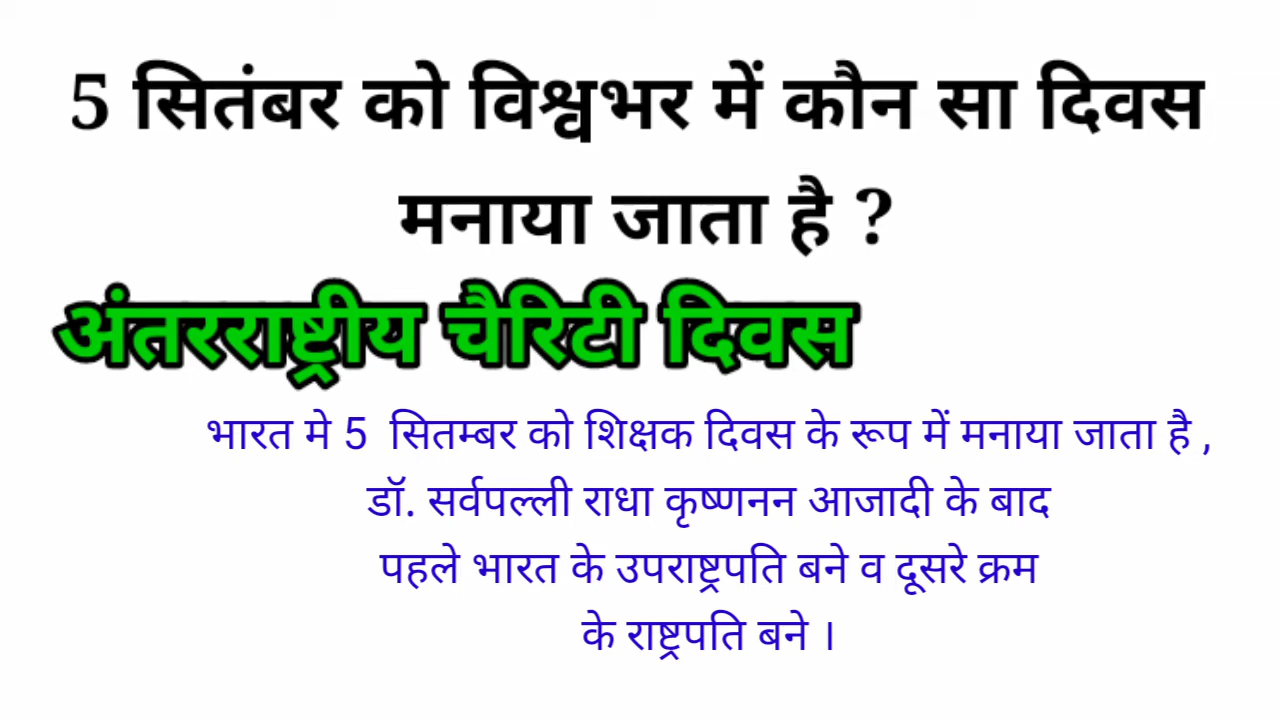 5 सितंबर को विश्वभर में कौन सा दिवस
मनाया जाता है ?
अंतरराष्ट्रीय चैरिटी दिवस
भारत मे 5 सितम्बर को शिक्षक दिवस के रूप में मनाया जाता है ,
डॉ. सर्वपल्ली राधा कृष्णनन आजादी के बाद
पहले भारत के उपराष्ट्रपति बने व दूसरे क्रम
के राष्ट्रपति बने ।